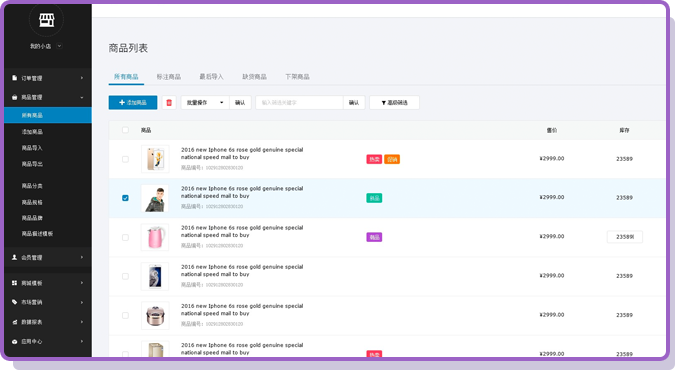 我的小店
订单管理
商品管理
所有商品
添加商品
商品导入
商品导出
商品分类
商品规格
商品品牌
商品描述模板
会员管理
商城模板
市场营销
数据报表
应用中心
商品列表
所有商品 标注商品 最后导入 缺货商品 下架商品
添加商品 批量操作 确认 输入筛选关键字 确认 高级筛选
商品 售价 库存
2016 new Iphone 6s rose gold genuine special
national speed mail to buy
热卖 促销 ¥2999.00 23589
商品编号: 102912802030120
2016 new Iphone 6s rose gold genuine special
national speed mail to buy
新品 ¥2999.00 23589
商品编号: 102912802030120
2016 new Iphone 6s rose gold genuine special
national speed mail to buy
精品 ¥2999.00 23589
商品编号: 102912802030120
2016 new Iphone 6s rose gold genuine special
national speed mail to buy
¥2999.00 23589
商品编号: 102912802030120
2016 new Iphone 6s rose gold genuine special
national speed mail to buy
¥2999.00 23589
商品编号: 102912802030120
2016 new Iphone 6s rose gold genuine special
national speed mail to buy
热卖 ¥2999.00 23589